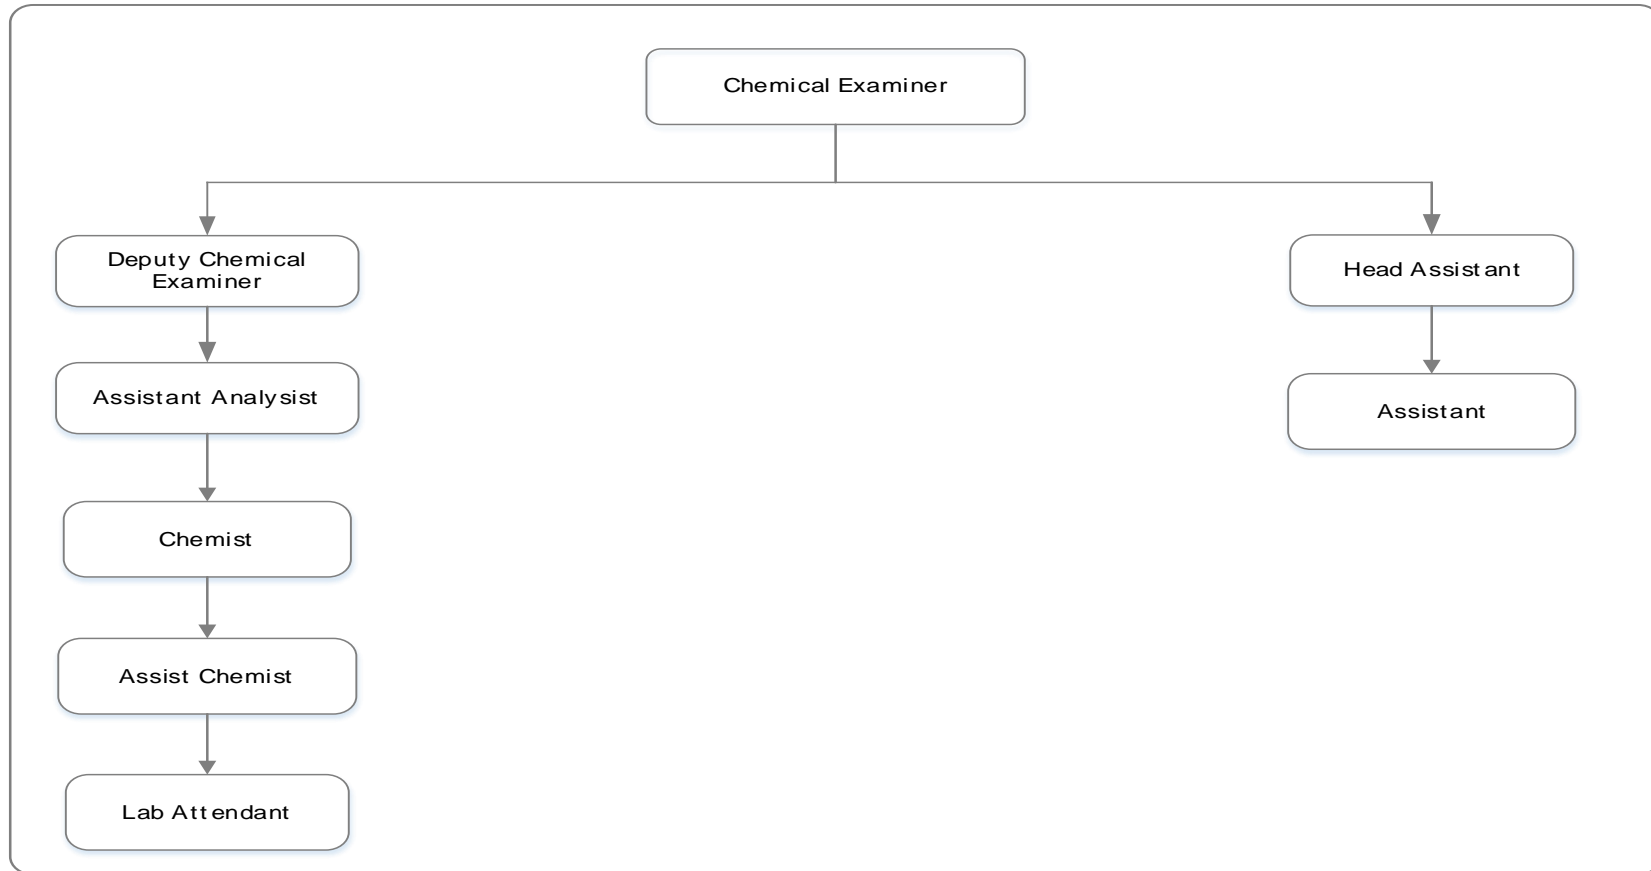 Chemical Examiner
Deputy Chemical
Examiner
Head Assistant
Assistant Analysist
Assistant
Chemist
Assist Chemist
Lab Attendant